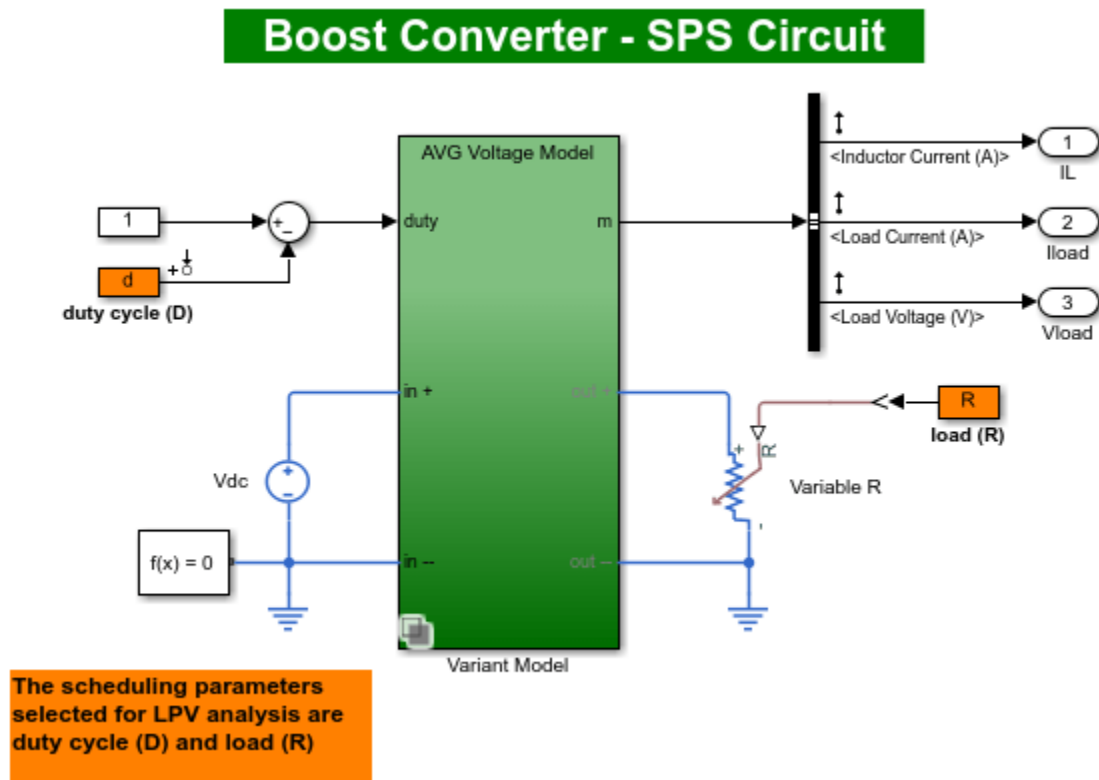 Boost Converter - SPS Circuit
AVG Voltage Model
1
+
−
duty
m
d
+
duty cycle (D)
<Inductor Current (A)>
1
IL
<Load Current (A)>
2
Iload
<Load Voltage (V)>
3
Vload
in +
out +
R
load (R)
Vdc
+
−
+
R
Variable R
-
f(x) = 0
in --
out --
Variant Model
The scheduling parameters
selected for LPV analysis are
duty cycle (D) and load (R)